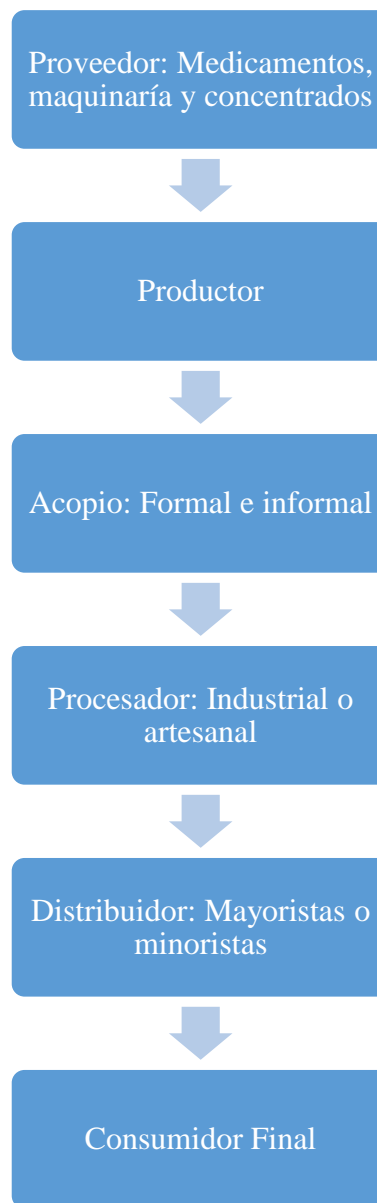 Proveedor: Medicamentos,
maquinaría y concentrados
Productor
Acopio: Formal e informal
Procesador: Industrial o
artesanal
Distribuidor: Mayoristas o
minoristas
Consumidor Final